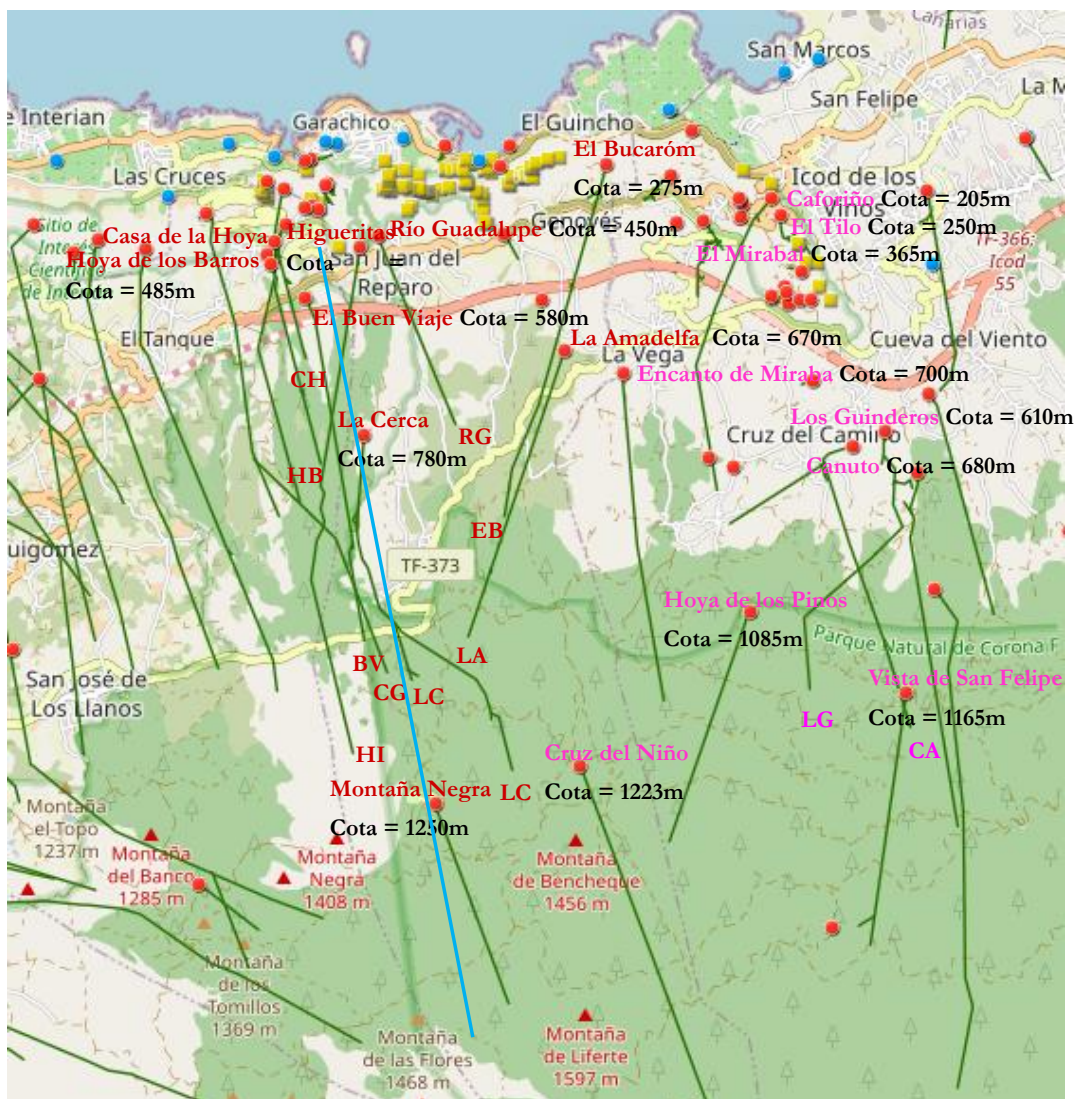 Canarias
San Marcos
e Interian
Garachico
El Guincho
San Felipe
La M
El Bucaróm
Cota = 275m
Las Cruces
Icod de los
Vinos
Caforiño Cota = 205m
Sitio de
Interés
Científico
de Inter
Casa de la Hoya
Higueritas
Río Guadalupe Cota = 450m
Genovés
El Tilo Cota = 250m
TF-366:
Icod
55
Hoya de los Barros
Cota =
San Juan del
Reparo
El Mirabal Cota = 365m
Cota = 485m
El Buen Viaje Cota = 580m
El Tanque
La Amadelfa Cota = 670m
La Vega
Cueva del Viento
CH
Encanto de Miraba Cota = 700m
La Cerca
RG
Los Guinderos Cota = 610m
Cruz del Camino
Cota = 780m
HB
Canuto Cota = 680m
EB
uigómez
TF-373
Hoya de los Pinos
Cota = 1085m
Parque Natural de Corona F
BV
LA
San José de
Los Llanos
CG
LC
Vista de San Felipe
LG
Cota = 1165m
HI
Cruz del Niño
CA
Montaña Negra
LC
Cota = 1223m
Montaña
el Topo
1237 m
Cota = 1250m
Montaña
del Banco
1285 m
Montaña
Negra
1408 m
Montaña
de Bencheque
1456 m
Montaña
de los
Tomillos
1369 m
Montaña
de las Flores
1468 m
Montaña
de Liferte
1597 m